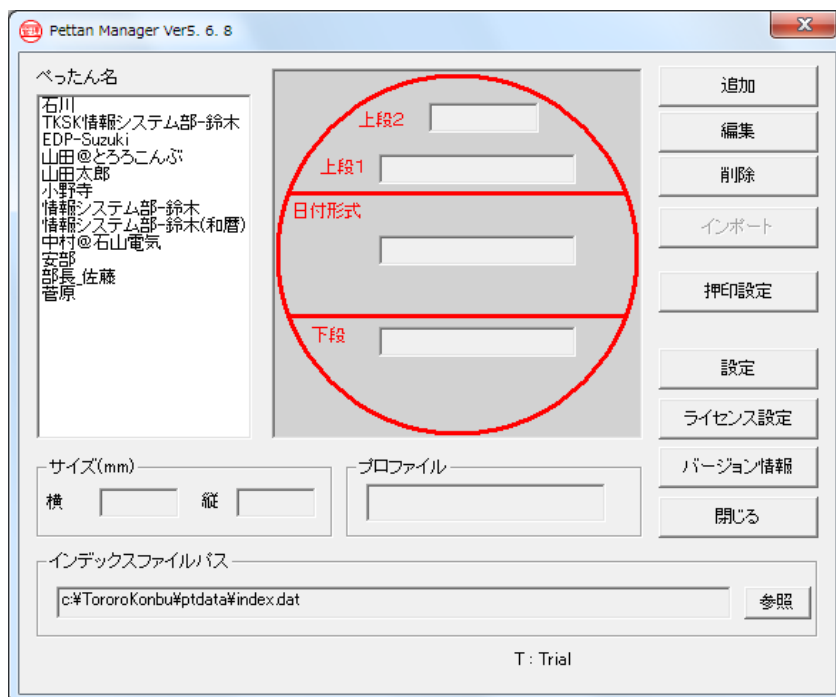 Pettan Manager Ver5. 6. 8
ぺったん名
石川
TKSK情報システム部-鈴木
EDP-Suzuki
山田@とろろこんぶ
山田太郎
小野寺
情報システム部-鈴木
情報システム部-鈴木(和暦)
中村@石山電気
安部
部長_佐藤
菅原
上段2
上段1
日付形式
下段
追加
編集
削除
インポート
押印設定
設定
ライセンス設定
バージョン情報
閉じる
サイズ(mm)
横
縦
プロファイル
インデックスファイルパス
c:¥TororoKonbu¥ptdata¥index.dat
参照
T : Trial